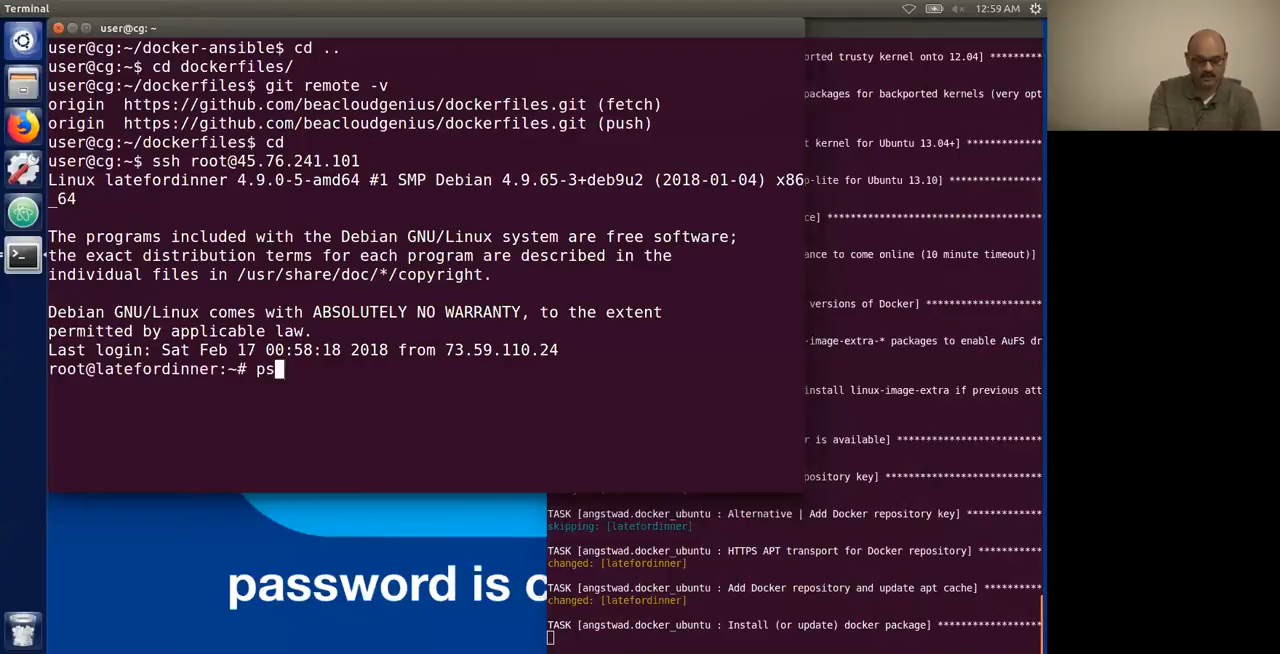 Terminal
12:59 AM
user@cg: ~
user@cg:~/docker-ansible$ cd ..
user@cg:~$ cd dockerfiles/
user@cg:~/dockerfiles$ git remote -v
origin  https://github.com/beacloudgenius/dockerfiles.git (fetch)
origin  https://github.com/beacloudgenius/dockerfiles.git (push)
user@cg:~/dockerfiles$ cd
user@cg:~$ ssh root@45.76.241.101
Linux latefordinner 4.9.0-5-amd64 #1 SMP Debian 4.9.65-3+deb9u2 (2018-01-04) x86
_64
The programs included with the Debian GNU/Linux system are free software;
the exact distribution terms for each program are described in the
individual files in /usr/share/doc/*/copyright.
Debian GNU/Linux comes with ABSOLUTELY NO WARRANTY, to the extent
permitted by applicable law.
Last login: Sat Feb 17 00:58:18 2018 from 73.59.110.24
root@latefordinner:~# ps
orted trusty kernel onto 12.04] *************
packages for backported kernels (very opt
t kernel for Ubuntu 13.04+] *****************
o-lite for Ubuntu 13.10] ********************
ce] *****************************************
ance to come online (10 minute timeout)]
versions of Docker] *************************
-image-extra-* packages to enable AuFS dr
install linux-image-extra if previous att
r is available] *****************************
ository key] ********************************
TASK [angstwad.docker_ubuntu : Alternative | Add Docker repository key] ****************
skipping: [latefordinner]
TASK [angstwad.docker_ubuntu : HTTPS APT transport for Docker repository] **************
changed: [latefordinner]
TASK [angstwad.docker_ubuntu : Add Docker repository and update apt cache] *************
changed: [latefordinner]
TASK [angstwad.docker_ubuntu : Install (or update) docker package] *********************
password is c